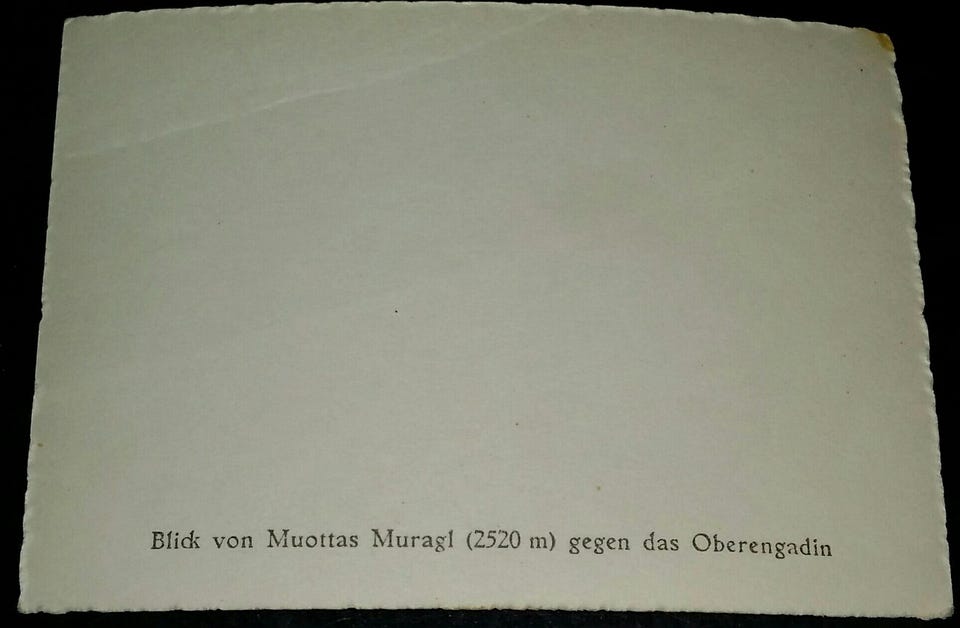 Blick von Muottas Muragl (2520 m) gegen das Oberengadin